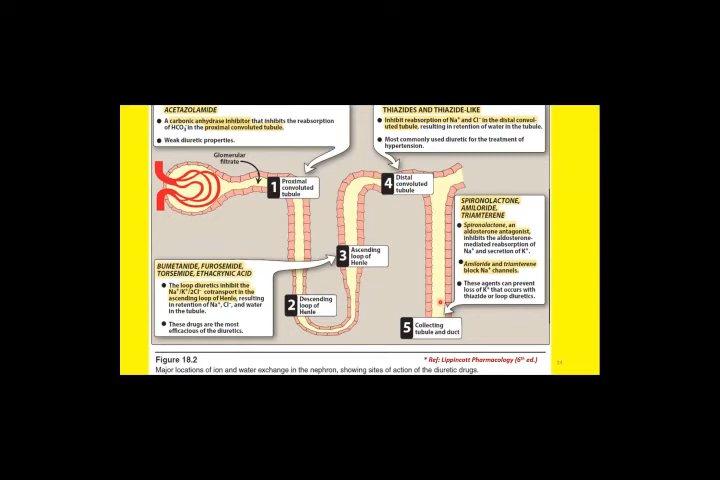 ACETAZOLAMIDE
● A carbonic anhydrase inhibitor that inhibits the reabsorption
of HCO₃⁻ in the proximal convoluted tubule.
● Weak diuretic properties.
THIAZIDES AND THIAZIDE-LIKE
● Inhibit reabsorption of Na⁺ and Cl⁻ in the distal convol-
uted tubule, resulting in retention of water in the tubule.
● Most commonly used diuretic for the treatment of
hypertension.
Glomerular
filtrate
1 Proximal
convoluted
tubule
4 Distal
convoluted
tubule
SPIRONOLACTONE,
AMILORIDE,
TRIAMTERENE
● Spironolactone, an
aldosterone antagonist,
inhibits the aldosterone-
mediated reabsorption of
Na⁺ and secretion of K⁺.
● Amiloride and triamterene
block Na⁺ channels.
● These agents can prevent
loss of K⁺ that occurs with
thiazide or loop diuretics.
3 Ascending
loop of
Henle
BUMETANIDE, FUROSEMIDE,
TORSEMIDE, ETHACRYNIC ACID
● The loop diuretics inhibit the
Na⁺/K⁺/2Cl⁻ cotransport in the
ascending loop of Henle, resulting
in retention of Na⁺, Cl⁻, and water
in the tubule.
● These drugs are the most
efficacious of the diuretics.
2 Descending
loop of
Henle
5 Collecting
tubule and duct
Figure 18.2
* Ref: Lippincott Pharmacology (6th ed.)
Major locations of ion and water exchange in the nephron, showing sites of action of the diuretic drugs.